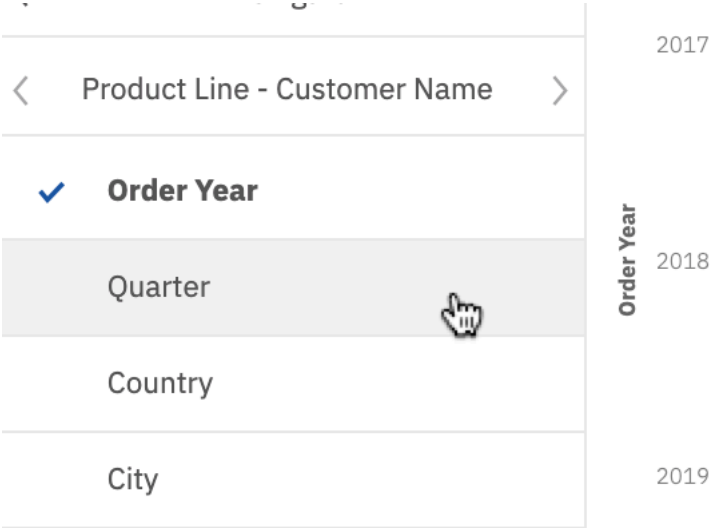 Product Line - Customer Name
Order Year
Quarter
Country
City
Order Year
2017
2018
2019